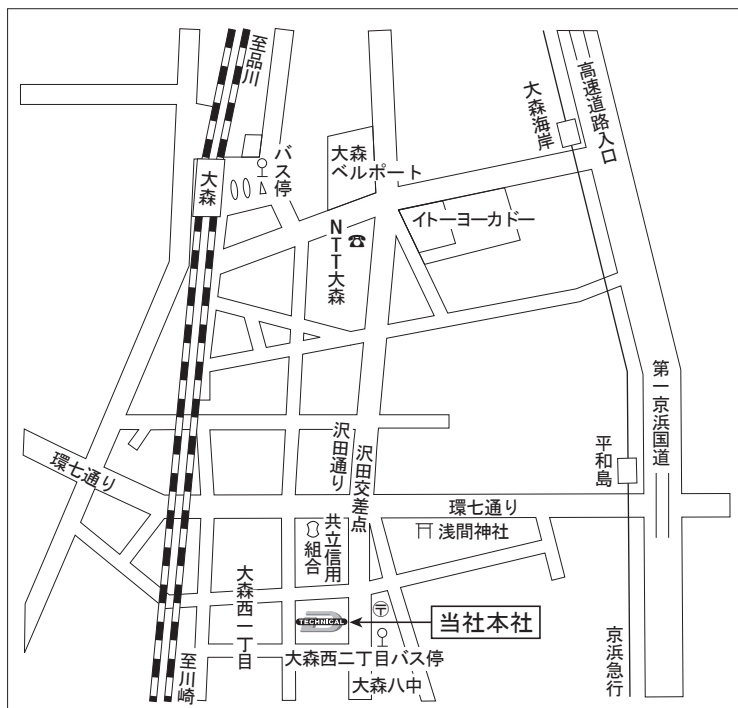 至品川
高速道路入口
大森海岸
バス停
大森
ベルポート
大森
イトーヨーカドー
NTT大森
第一京浜国道
沢田通り
沢田交差点
平和島
環七通り
環七通り
共立信用
組合
浅間神社
大森西一丁目
TECHNICAL
当社本社
大森西二丁目バス停
至川崎
大森八中
京浜急行